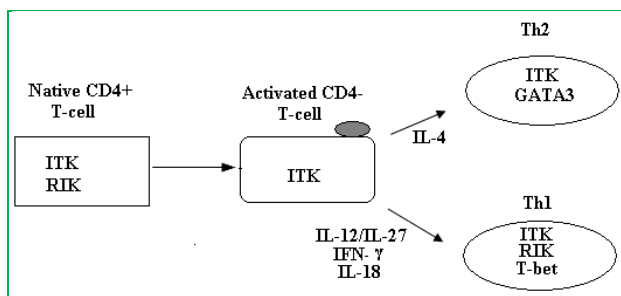 Native CD4+
T-cell
ITK
RIK
Activated CD4-
T-cell
ITK
IL-4
Th2
ITK
GATA3
IL-12/IL-27
IFN- γ
IL-18
Th1
ITK
RIK
T-bet